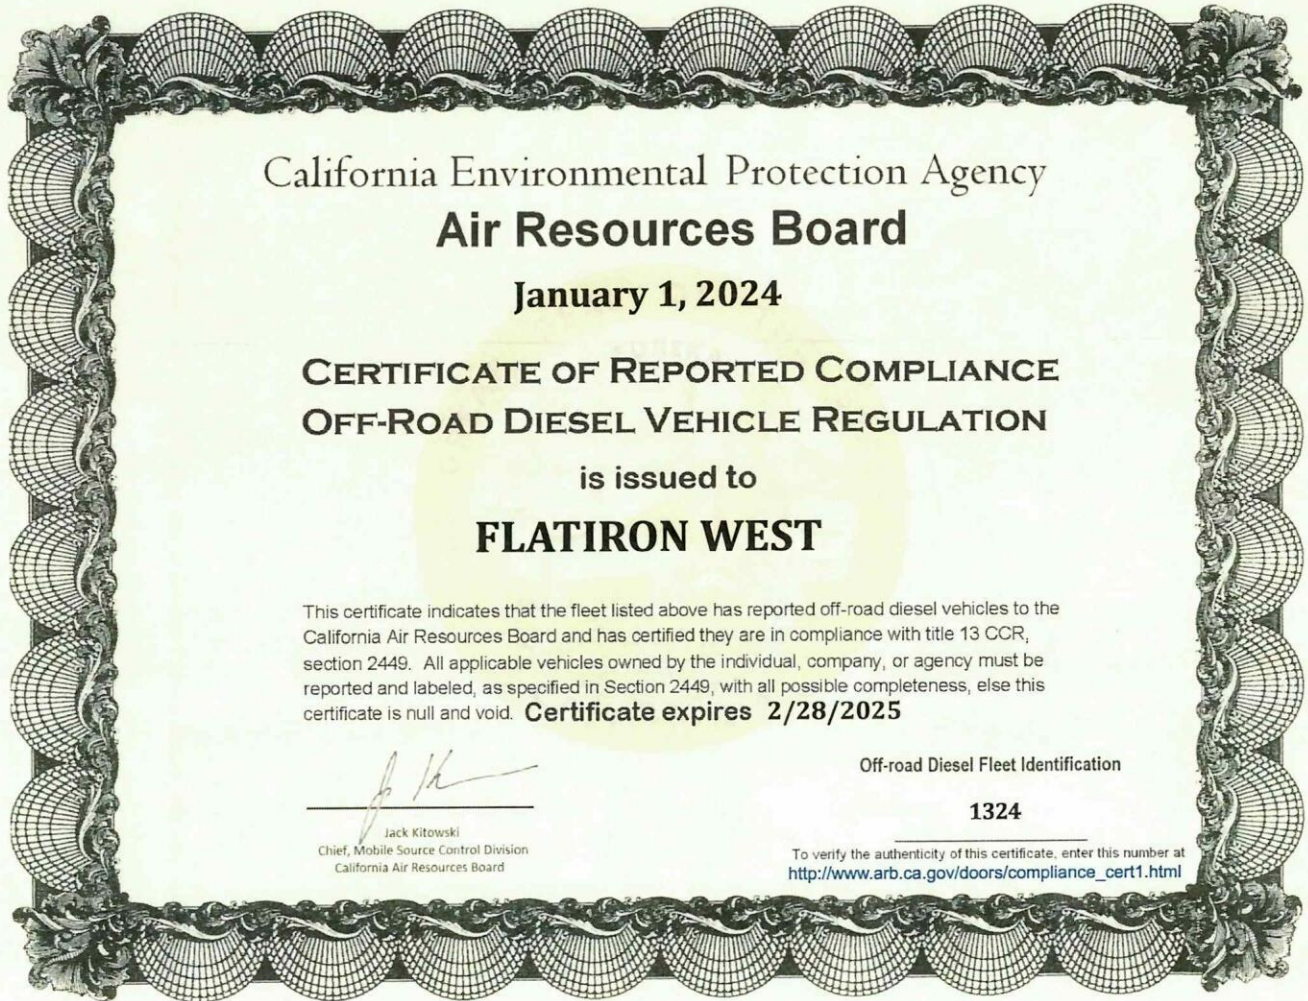 California Environmental Protection Agency
Air Resources Board
January 1, 2024
CERTIFICATE OF REPORTED COMPLIANCE
OFF-ROAD DIESEL VEHICLE REGULATION
is issued to
FLATIRON WEST
This certificate indicates that the fleet listed above has reported off-road diesel vehicles to the
California Air Resources Board and has certified they are in compliance with title 13 CCR,
section 2449. All applicable vehicles owned by the individual, company, or agency must be
reported and labeled, as specified in Section 2449, with all possible completeness, else this
certificate is null and void. Certificate expires 2/28/2025
Jack Kitowski
Chief, Mobile Source Control Division
California Air Resources Board
Off-road Diesel Fleet Identification
1324
To verify the authenticity of this certificate, enter this number at
http://www.arb.ca.gov/doors/compliance_cert1.html